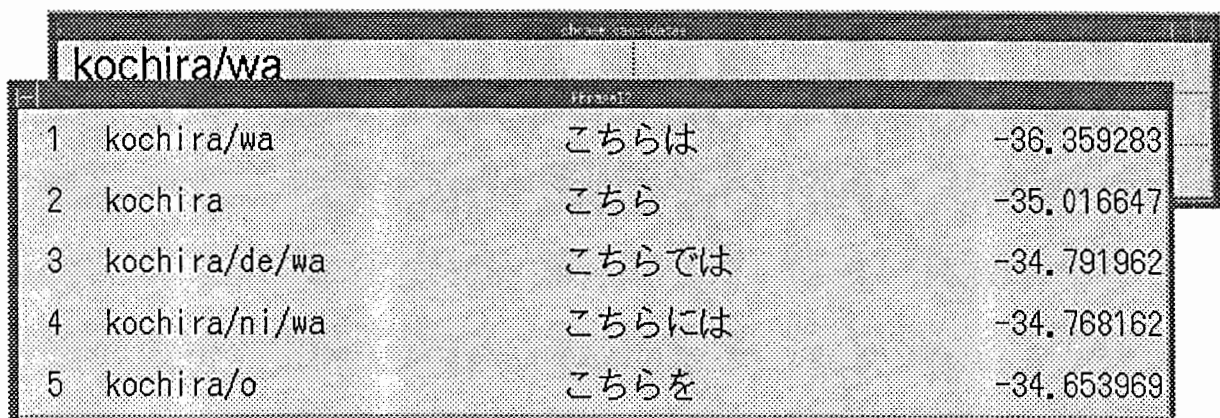 phrase candidates
kochira/wa
1 kochira/wa こちらは -36.359283
2 kochira こちら -35.016647
3 kochira/de/wa こちらでは -34.791962
4 kochira/ni/wa こちらには -34.768162
5 kochira/o こちらを -34.653969